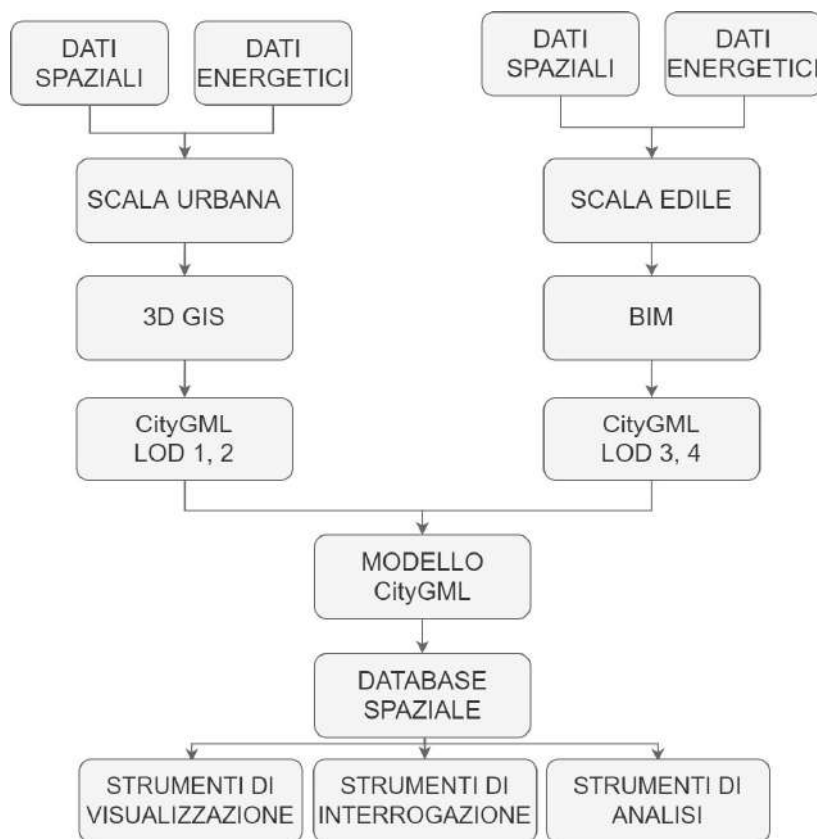 DATI
SPAZIALI
DATI
ENERGETICI
DATI
SPAZIALI
DATI
ENERGETICI
SCALA URBANA
SCALA EDILE
3D GIS
BIM
CityGML
LOD 1, 2
CityGML
LOD 3, 4
MODELLO
CityGML
DATABASE
SPAZIALE
STRUMENTI DI
VISUALIZZAZIONE
STRUMENTI DI
INTERROGAZIONE
STRUMENTI DI
ANALISI